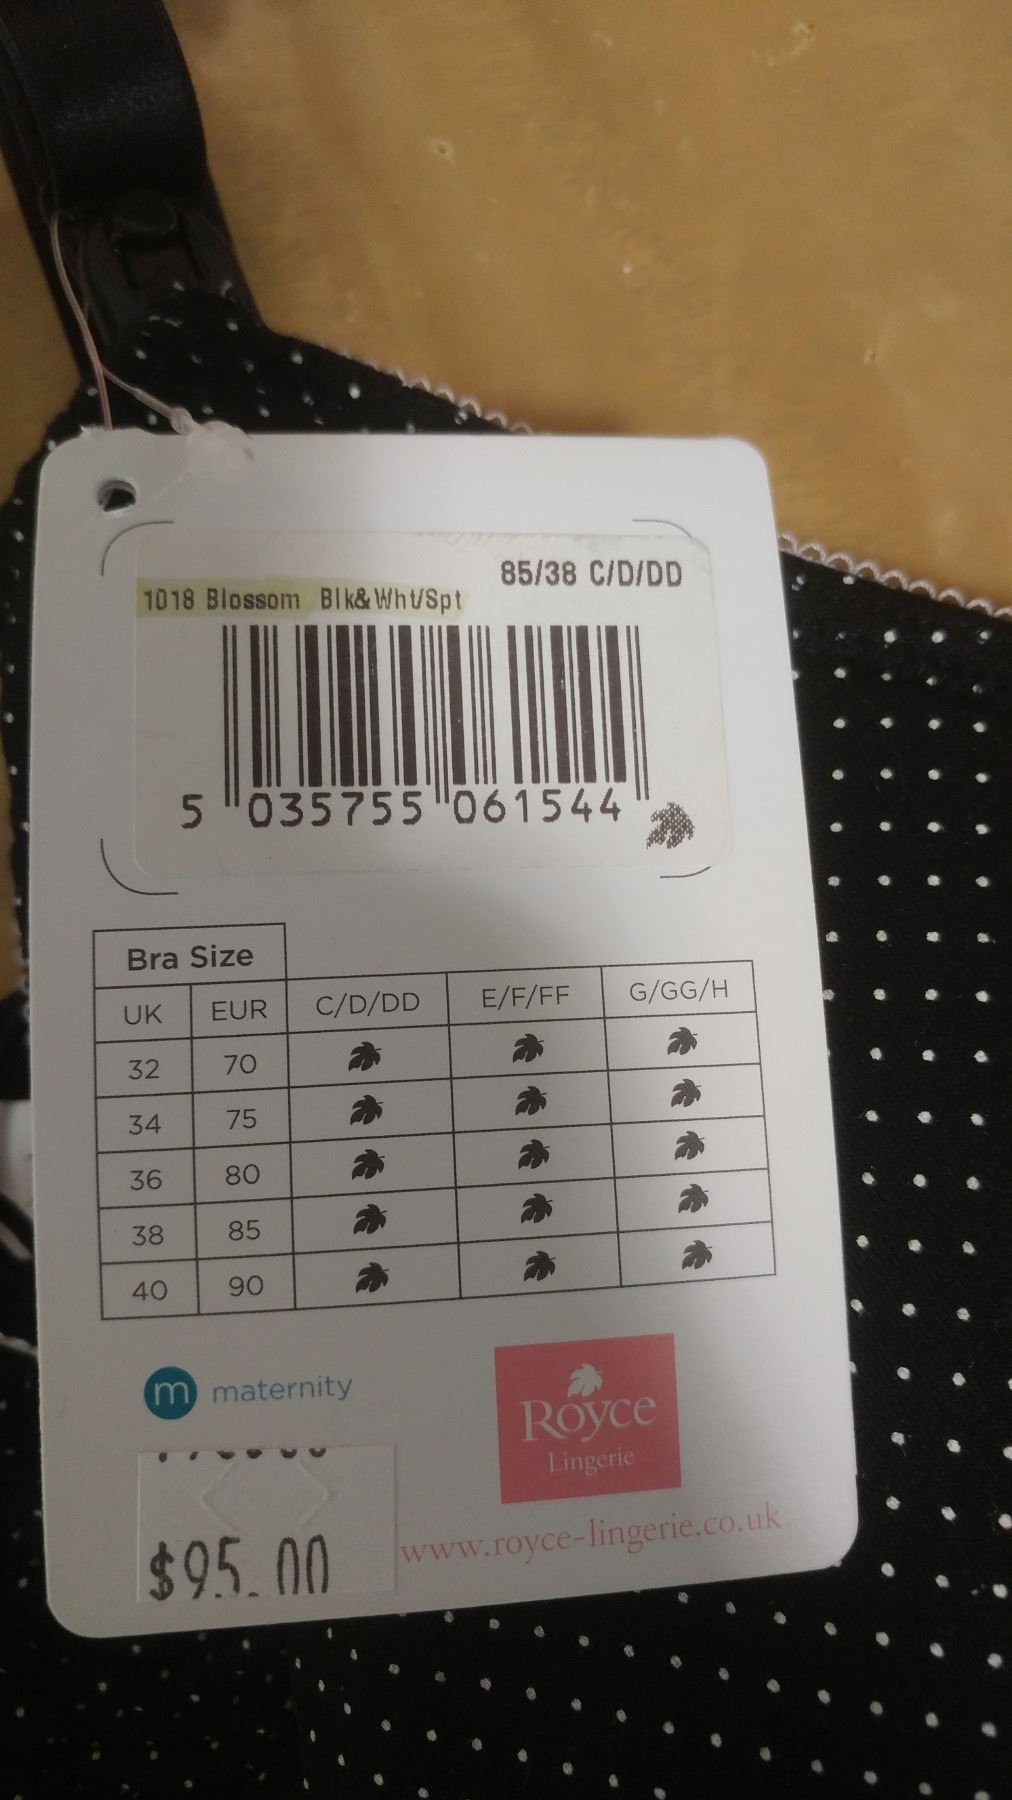 85/38 C/D/DD
1018 Blossom Blk&Wht/Spt
5 035755 061544
Bra Size
UK EUR C/D/DD E/F/FF G/GG/H
32 70
34 75
36 80
38 85
40 90
m maternity
Royce
Lingerie
www.royce-lingerie.co.uk
$95.00